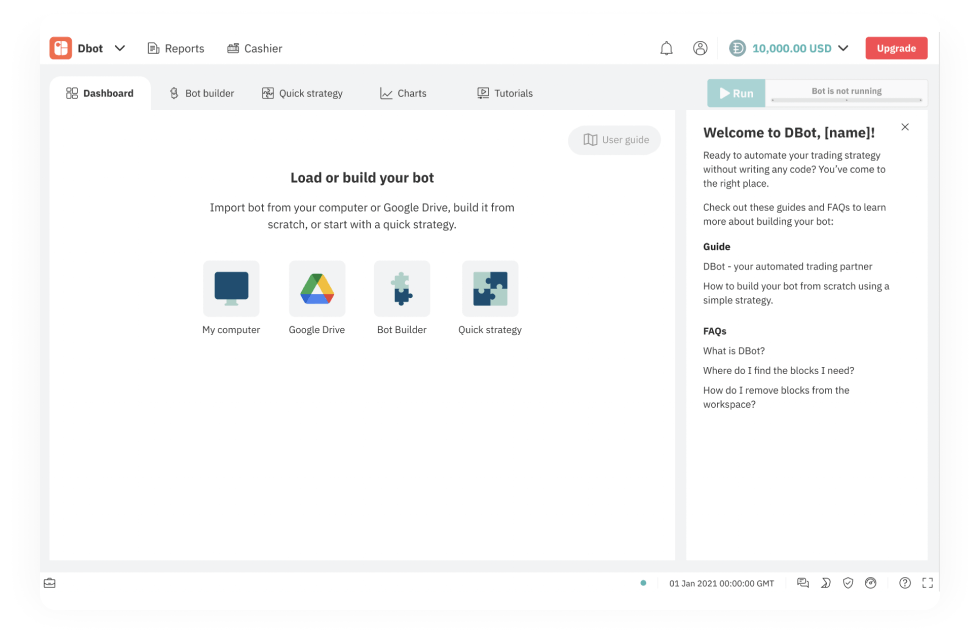 Dbot Reports Cashier 10,000.00 USD Upgrade
Dashboard Bot builder Quick strategy Charts Tutorials Run Bot is not running
User guide
Load or build your bot
Import bot from your computer or Google Drive, build it from
scratch, or start with a quick strategy.
My computer Google Drive Bot Builder Quick strategy
Welcome to DBot, [name]!
Ready to automate your trading strategy
without writing any code? You’ve come to
the right place.
Check out these guides and FAQs to learn
more about building your bot:
Guide
DBot - your automated trading partner
How to build your bot from scratch using a
simple strategy.
FAQs
What is DBot?
Where do I find the blocks I need?
How do I remove blocks from the
workspace?
01 Jan 2021 00:00:00 GMT